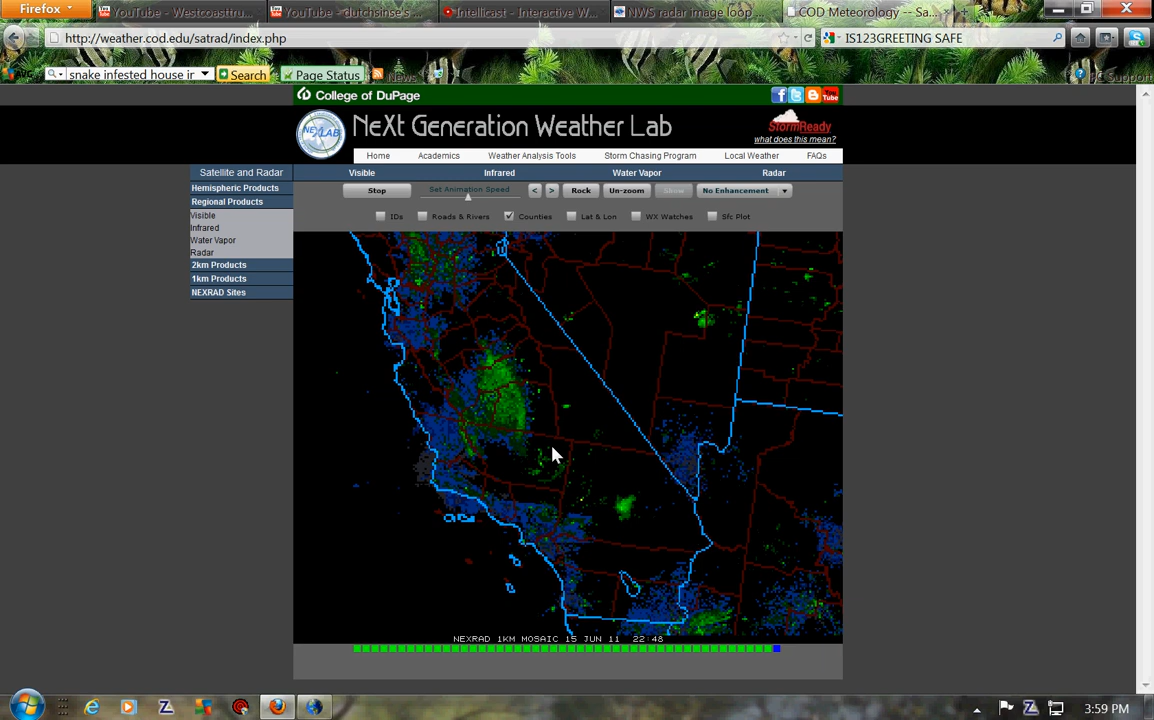 Firefox
YouTube - Westcoasttru...
YouTube - dutchsinse's ...
Intellicast - Interactive W...
NWS radar image loop ...
COD Meteorology -- Sa...
http://weather.cod.edu/satrad/index.php
IS123GREETING SAFE
snake infested house ir
Search
Page Status
News
PC Support
College of DuPage
NEXLAB
NeXt Generation Weather Lab
StormReady
what does this mean?
Home Academics Weather Analysis Tools Storm Chasing Program Local Weather FAQs
Satellite and Radar
Visible Infrared Water Vapor Radar
Hemispheric Products
Regional Products
Visible
Infrared
Water Vapor
Radar
2km Products
1km Products
NEXRAD Sites
Stop Set Animation Speed < > Rock Un-zoom Show No Enhancement
IDs Roads & Rivers Counties Lat & Lon WX Watches Sfc Plot
NEXRAD 1KM MOSAIC 15 JUN 11 22:48
3:59 PM